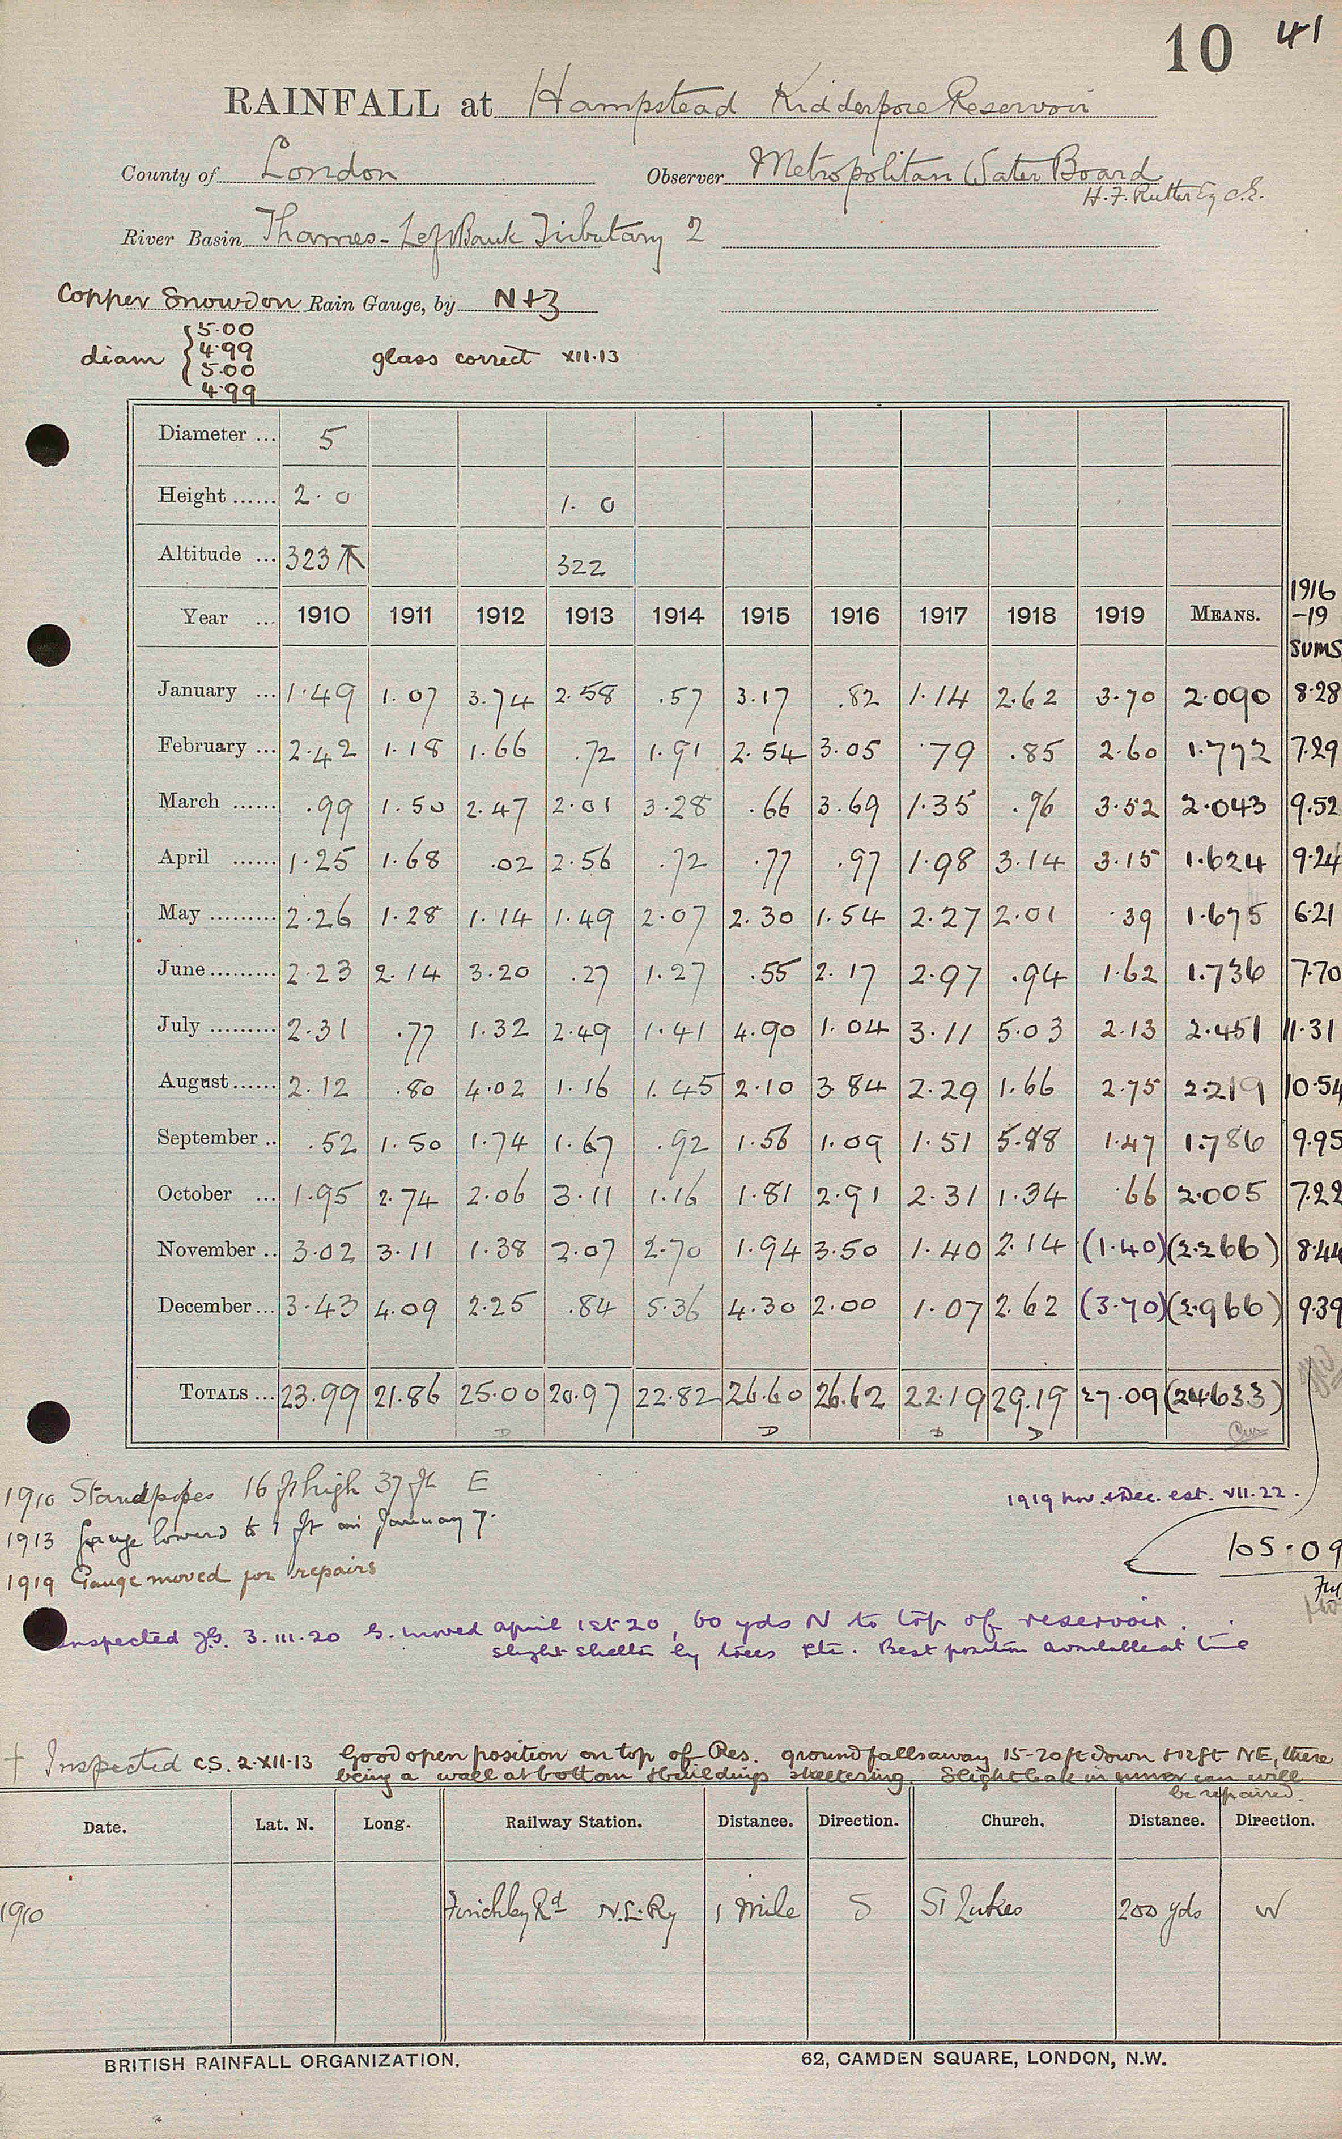 10 41
RAINFALL at Hampstead Kidderpore Reservoir
County of London Observer Metropolitan Water Board
H.F. Rutter Esq C.E.
River Basin Thames - Left Bank Tributary 2
Copper Snowdon Rain Gauge, by N+Z
diam { 5.00 4.99 5.00 4.99 glass correct XII.13
Diameter ... 5
Height ...... 2.0 1.0
Altitude ... 323 322
Year ... 1910 1911 1912 1913 1914 1915 1916 1917 1918 1919 MEANS. 1916-19 SUMS
January ... 1.49 1.07 3.74 2.58 .57 3.17 .82 1.14 2.62 3.70 2.090 8.28
February ... 2.42 1.18 1.66 .72 1.91 2.54 3.05 .79 .85 2.60 1.772 7.29
March ...... .99 1.50 2.47 2.01 3.28 .66 3.69 1.35 .96 3.52 2.043 9.52
April ...... 1.25 1.68 .02 2.56 .72 .77 .97 1.98 3.14 3.15 1.624 9.24
May ......... 2.26 1.28 1.14 1.49 2.07 2.30 1.54 2.27 2.01 .39 1.675 6.21
June ......... 2.23 2.14 3.20 .27 1.27 .55 2.17 2.97 .94 1.62 1.736 7.70
July ......... 2.31 .77 1.32 2.49 1.41 4.90 1.04 3.11 5.03 2.13 2.451 11.31
August ...... 2.12 .80 4.02 1.16 1.45 2.10 3.84 2.29 1.66 2.75 2.219 10.54
September .. .52 1.50 1.74 1.67 .92 1.56 1.09 1.51 5.88 1.47 1.786 9.95
October ... 1.95 2.74 2.06 3.11 1.16 1.81 2.91 2.31 1.34 .66 2.005 7.22
November .. 3.02 3.11 1.38 2.07 2.70 1.94 3.50 1.40 2.14 (1.40) (2.266) 8.44
December ... 3.43 4.09 2.25 .84 5.36 4.30 2.00 1.07 2.62 (3.70) (2.966) 9.39
TOTALS ... 23.99 21.86 25.00 20.97 22.82 26.60 26.62 22.19 29.19 27.09 (24.633)
D D D D
1910 Standpipes 16 ft high 37 ft E
1919 Nov. & Dec. est. VII.22.
1913 Gauge lowered to 1 ft on January 7.
105.09
1919 Gauge moved for repairs
Inspected JG. 3.III.20 G. moved april 1st 20, 60 yds N to top of reservoir.
slight shelter by trees etc. Best position available at time
† Inspected C.S. 2.XII.13 Good open position on top of Res. ground falls away 15-20ft down +12ft NE, there
being a wall at bottom & buildings sheltering. Slight leak in inner can will
be repaired.
Date. Lat. N. Long. Railway Station. Distance. Direction. Church. Distance. Direction.
1910 Finchley Rd N.L.Ry 1 Mile S St Lukes 200 yds W
BRITISH RAINFALL ORGANIZATION. 62, CAMDEN SQUARE, LONDON, N.W.